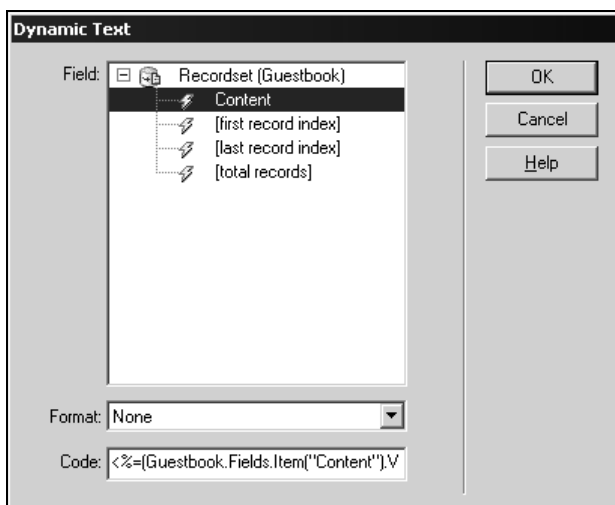 Dynamic Text
Field:
Recordset (Guestbook)
Content
[first record index]
[last record index]
[total records]
OK
Cancel
Help
Format: None
Code: <%=(Guestbook.Fields.Item("Content").V